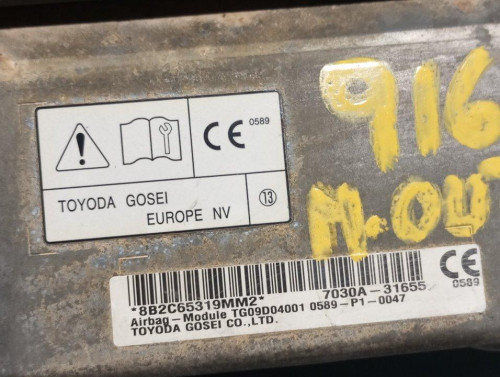 916
N.OUT
CE 0589
TOYODA GOSEI
EUROPE NV
13
*8B2C65319MM2* 7030A-31655
Airbag-Module TG09D04001 0589-P1-0047
TOYODA GOSEI CO.,LTD.
CE 0589